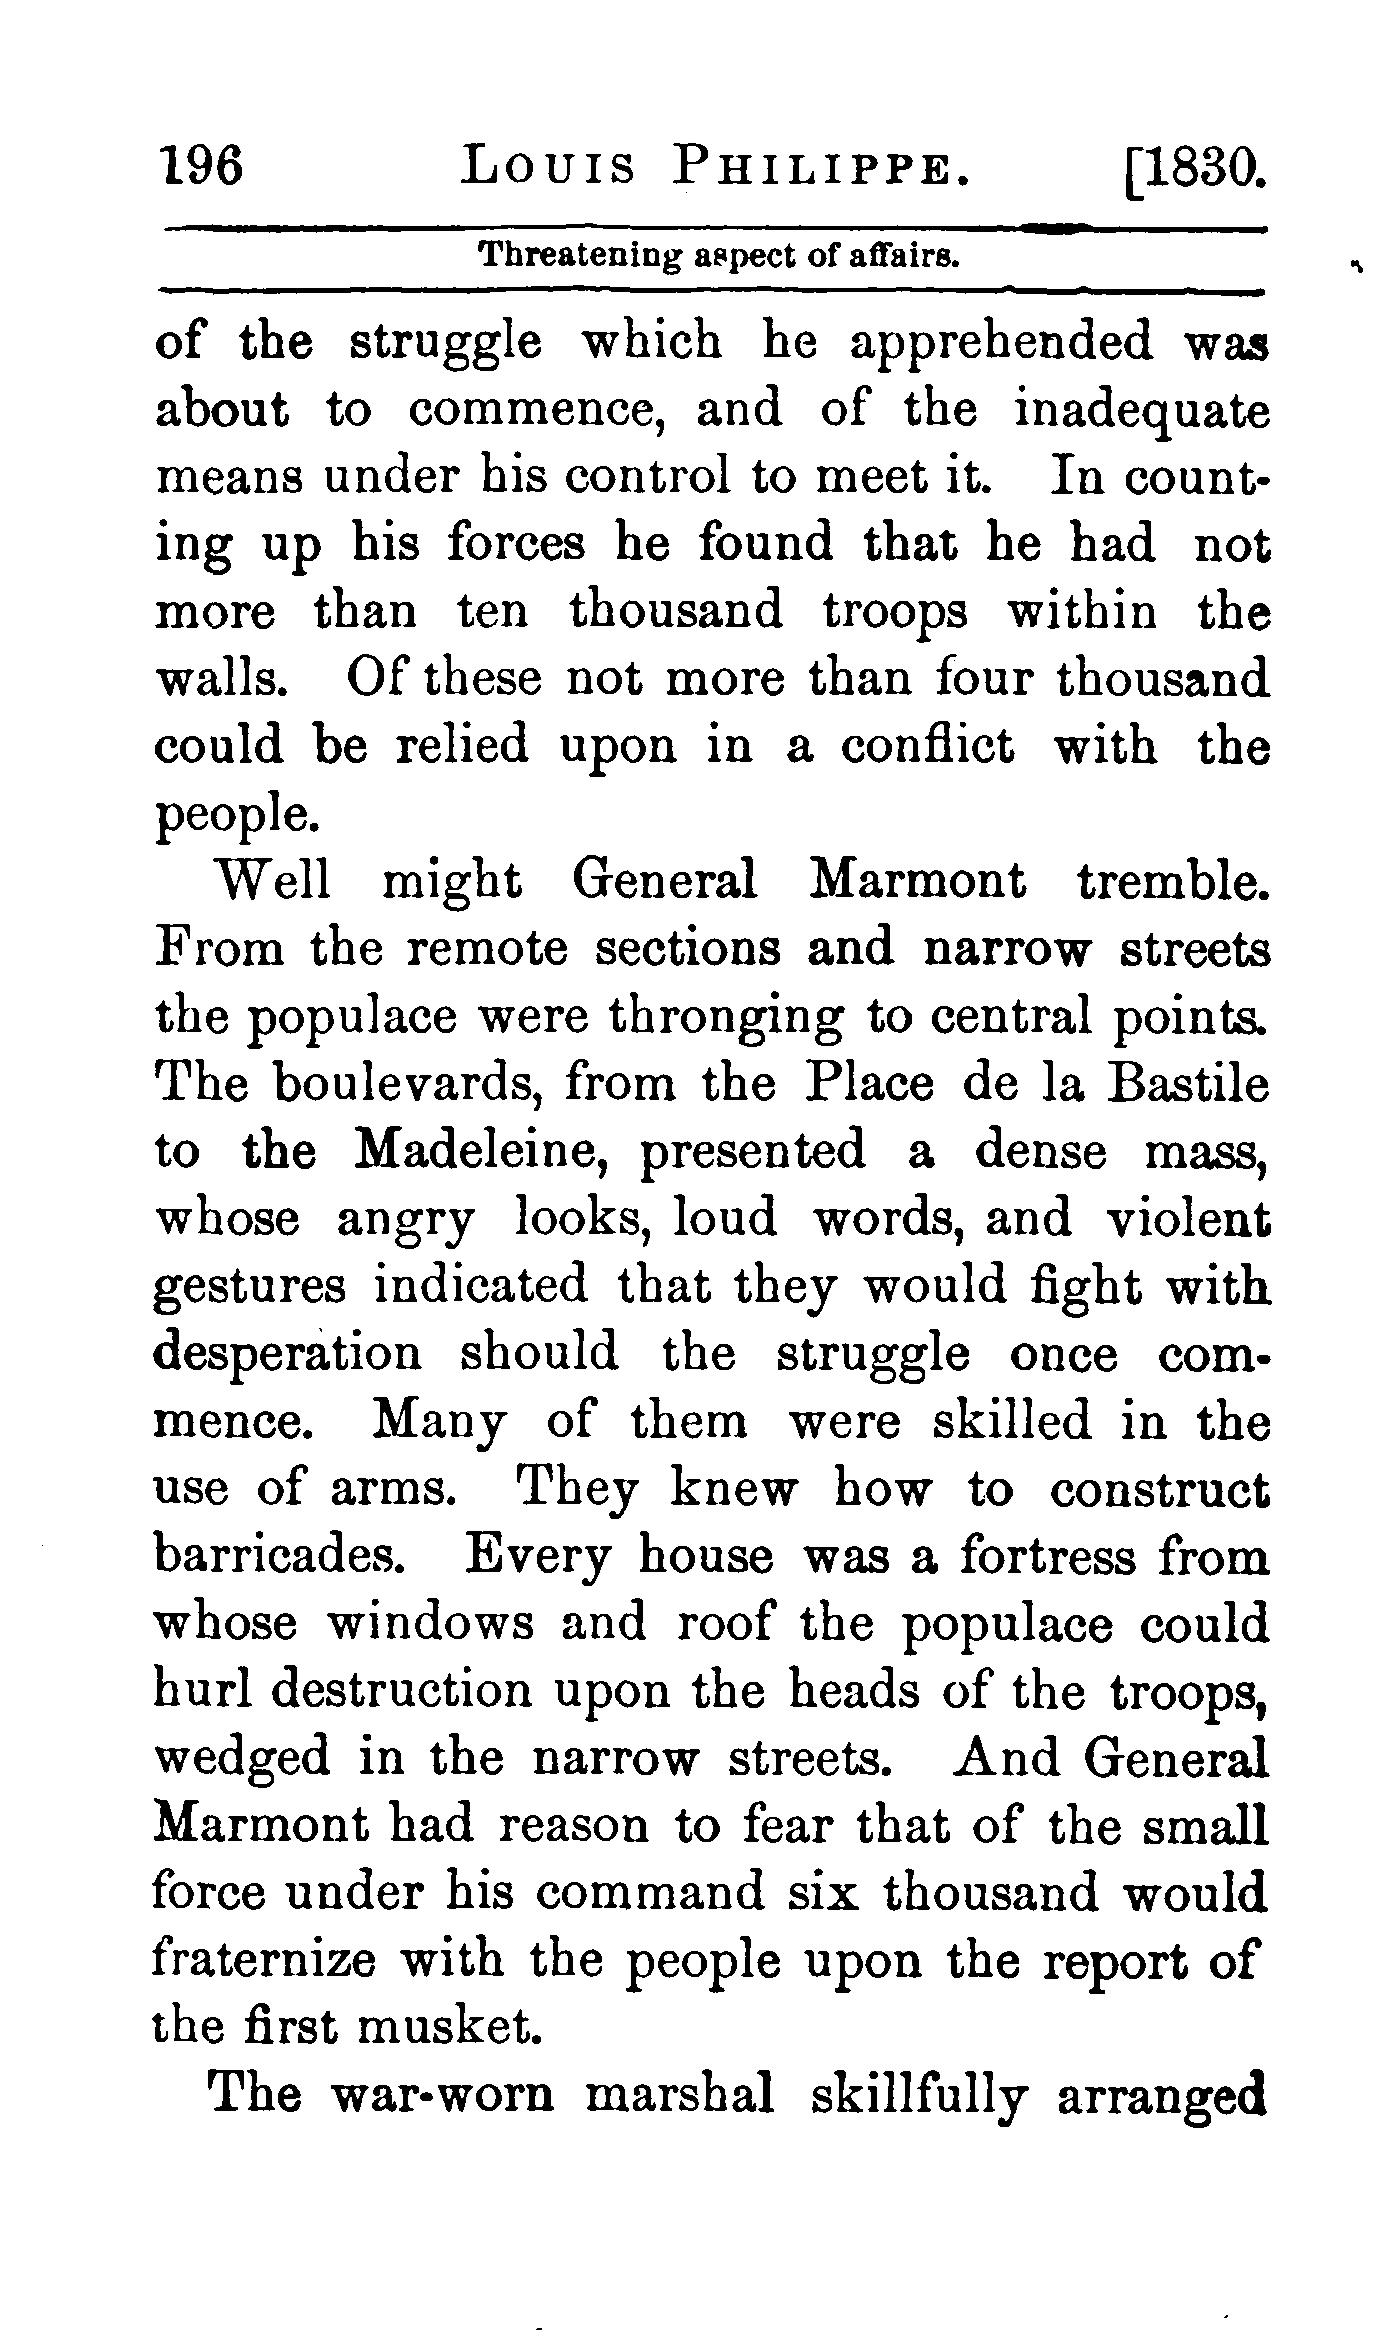 196 LOUIS PHILIPPE. [1830.
Threatening aspect of affairs.
of the struggle which he apprehended was
about to commence, and of the inadequate
means under his control to meet it. In count-
ing up his forces he found that he had not
more than ten thousand troops within the
walls. Of these not more than four thousand
could be relied upon in a conflict with the
people.
Well might General Marmont tremble.
From the remote sections and narrow streets
the populace were thronging to central points.
The boulevards, from the Place de la Bastile
to the Madeleine, presented a dense mass,
whose angry looks, loud words, and violent
gestures indicated that they would fight with
desperation should the struggle once com-
mence. Many of them were skilled in the
use of arms. They knew how to construct
barricades. Every house was a fortress from
whose windows and roof the populace could
hurl destruction upon the heads of the troops,
wedged in the narrow streets. And General
Marmont had reason to fear that of the small
force under his command six thousand would
fraternize with the people upon the report of
the first musket.
The war-worn marshal skillfully arranged